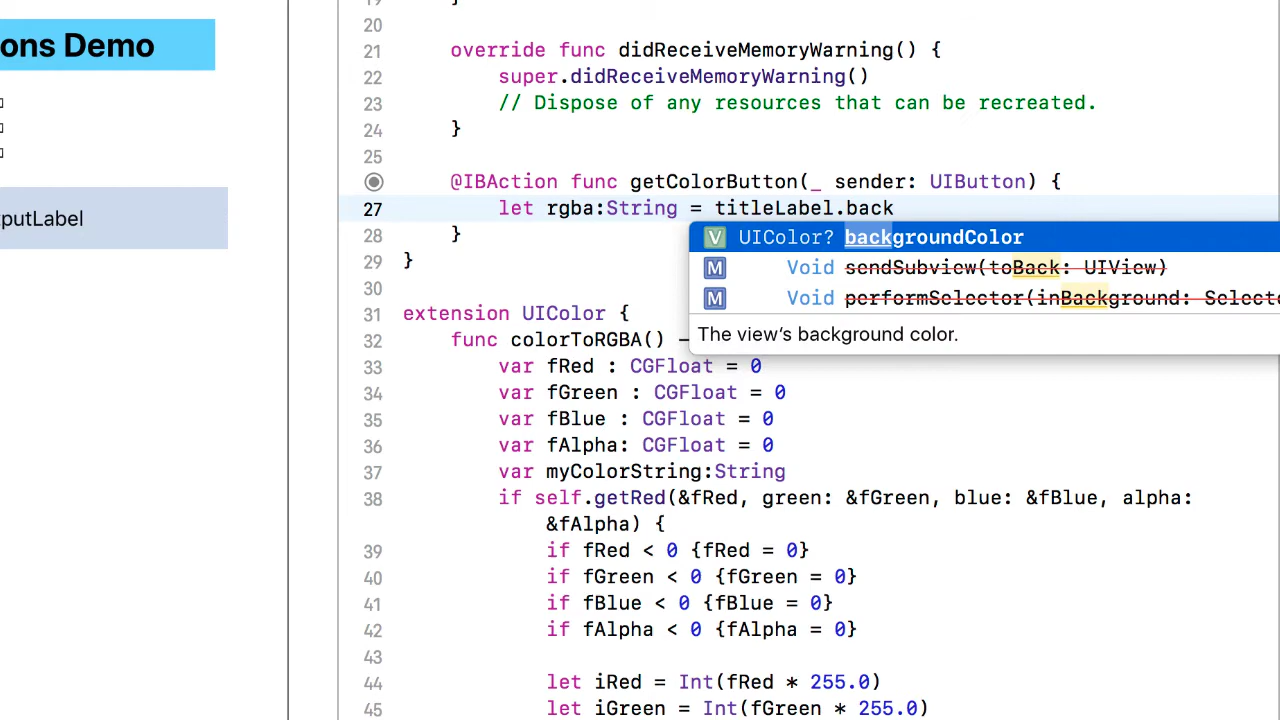 ons Demo
putLabel
19 }
20
21 override func didReceiveMemoryWarning() {
22 super.didReceiveMemoryWarning()
23 // Dispose of any resources that can be recreated.
24 }
25
@IBAction func getColorButton(_ sender: UIButton) {
27 let rgba:String = titleLabel.back
V UIColor? backgroundColor
M Void sendSubview(toBack: UIView)
M Void performSelector(inBackground: Selecto
The view's background color.
28 }
29 }
30
31 extension UIColor {
32 func colorToRGBA() -
33 var fRed : CGFloat = 0
34 var fGreen : CGFloat = 0
35 var fBlue : CGFloat = 0
36 var fAlpha: CGFloat = 0
37 var myColorString:String
38 if self.getRed(&fRed, green: &fGreen, blue: &fBlue, alpha:
&fAlpha) {
39 if fRed < 0 {fRed = 0}
40 if fGreen < 0 {fGreen = 0}
41 if fBlue < 0 {fBlue = 0}
42 if fAlpha < 0 {fAlpha = 0}
43
44 let iRed = Int(fRed * 255.0)
45 let iGreen = Int(fGreen * 255.0)